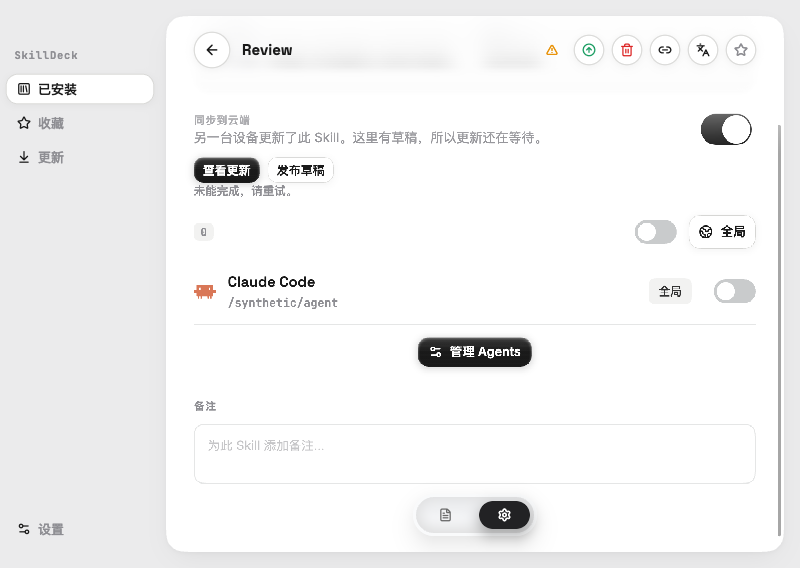 SkillDeck
已安装
收藏
更新
设置
Review
同步到云端
另一台设备更新了此 Skill。这里有草稿，所以更新还在等待。
查看更新
发布草稿
未能完成，请重试。
0
全局
Claude Code
/synthetic/agent
全局
管理 Agents
备注
为此 Skill 添加备注...